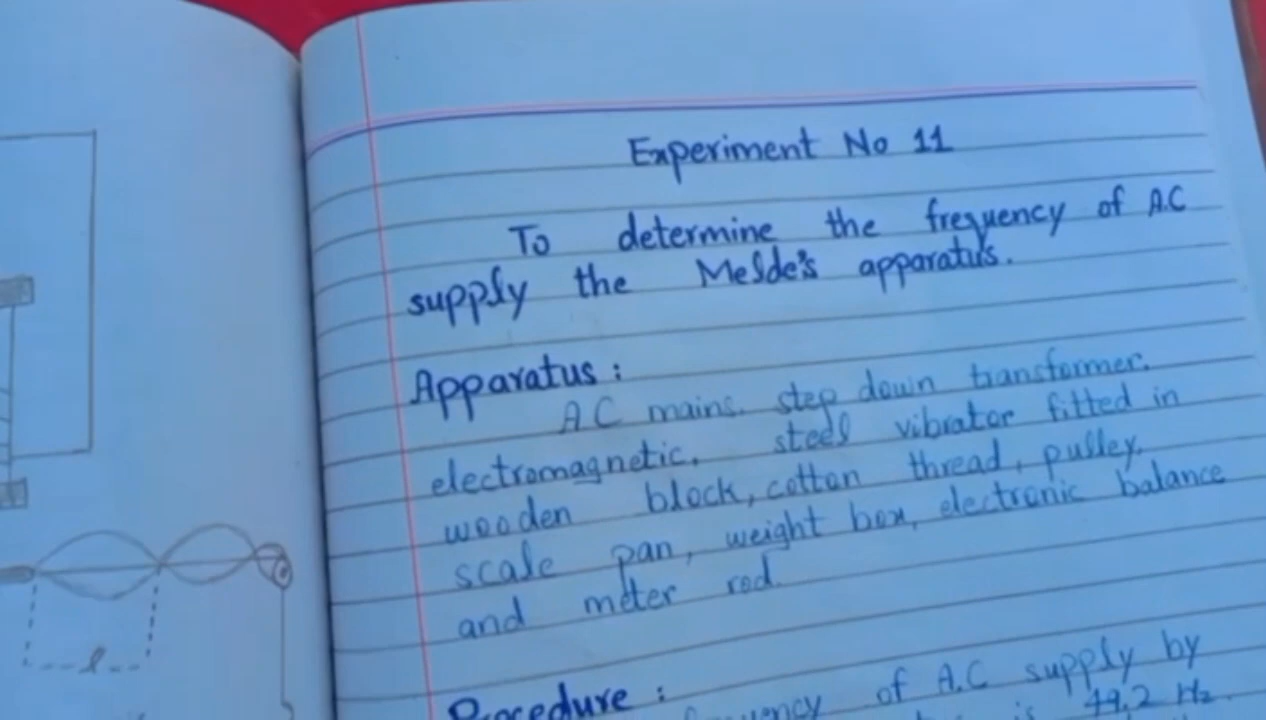 Experiment No 11
To determine the frequency of A.C
supply the Melde's apparatus.
Apparatus :
AC mains. step down transformer.
electromagnetic, steel vibrator fitted in
wooden block, cotton thread, pulley.
scale pan, weight box, electronic balance
and meter rod.
Procedure :
of A.C supply by
is 49.2 Hz.
l